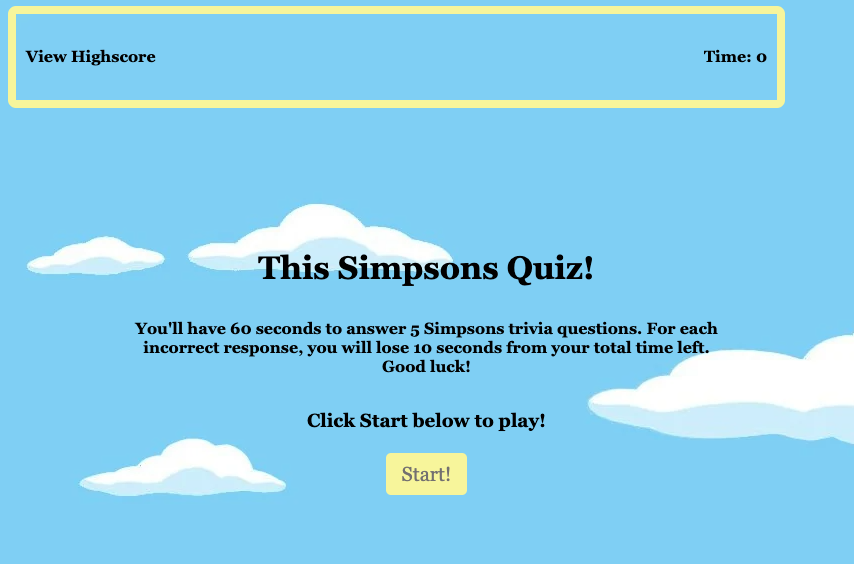 View Highscore
Time: 0
This Simpsons Quiz!
You'll have 60 seconds to answer 5 Simpsons trivia questions. For each
incorrect response, you will lose 10 seconds from your total time left.
Good luck!
Click Start below to play!
Start!